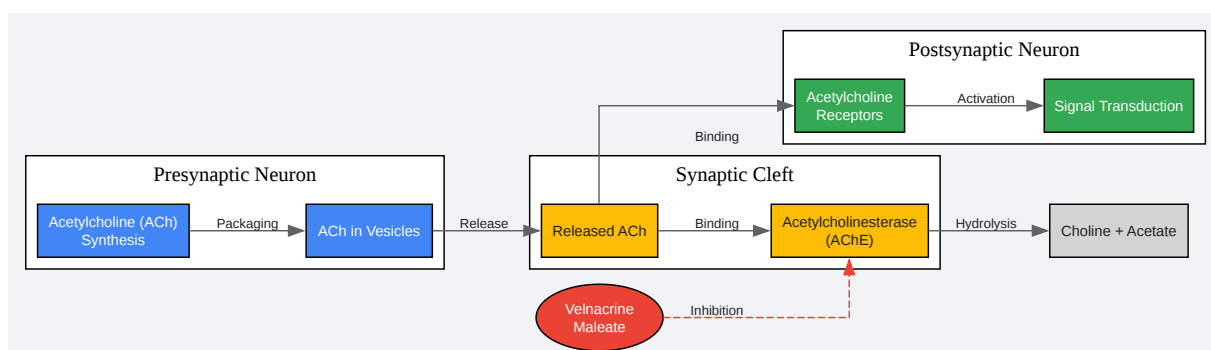 Postsynaptic Neuron
Acetylcholine
Receptors
Activation
Signal Transduction
Binding
Presynaptic Neuron
Acetylcholine (ACh)
Synthesis
Packaging
ACh in Vesicles
Release
Synaptic Cleft
Released ACh
Binding
Acetylcholinesterase
(AChE)
Hydrolysis
Choline + Acetate
Velnacrine
Maleate
Inhibition